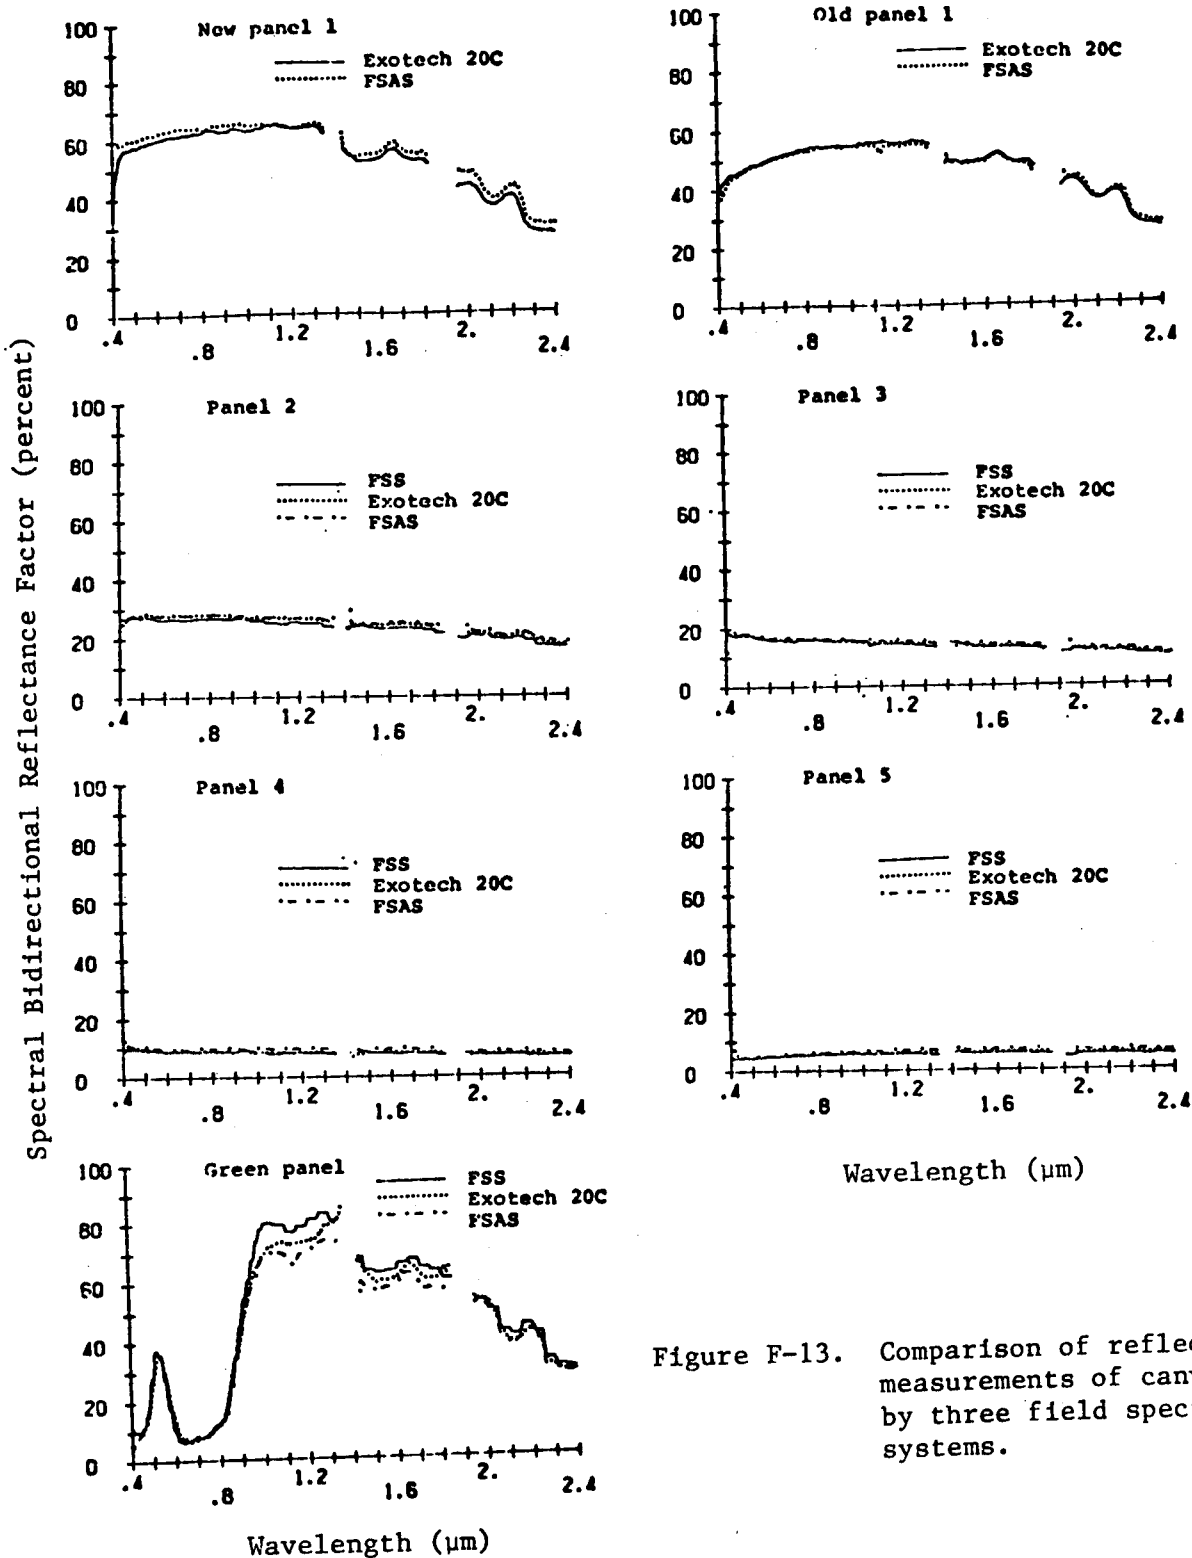 Spectral Bidirectional Reflectance Factor (percent)
New panel 1
Exotech 20C
FSAS
100
80
60
40
20
0
.4
.8
1.2
1.6
2.
2.4
Old panel 1
Exotech 20C
FSAS
100
80
60
40
20
0
.4
.8
1.2
1.6
2.
2.4
Panel 2
FSS
Exotech 20C
FSAS
100
80
60
40
20
0
.4
.8
1.2
1.6
2.
2.4
Panel 3
FSS
Exotech 20C
FSAS
100
80
60
40
20
0
.4
.8
1.2
1.6
2.
2.4
Panel 4
FSS
Exotech 20C
FSAS
100
80
60
40
20
0
.4
.8
1.2
1.6
2.
2.4
Panel 5
FSS
Exotech 20C
FSAS
100
80
60
40
20
0
.4
.8
1.2
1.6
2.
2.4
Wavelength (μm)
Green panel
FSS
Exotech 20C
FSAS
100
80
60
40
20
0
.4
.8
1.2
1.6
2.
2.4
Wavelength (μm)
Figure F-13. Comparison of
measurements of
by three field
systems.